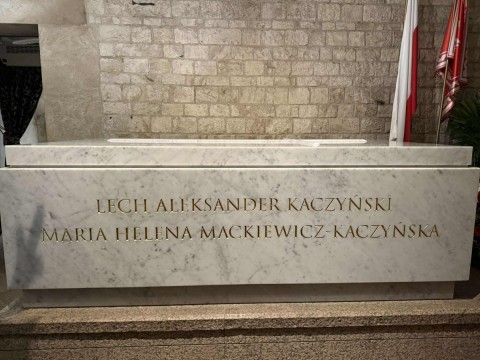 LECH ALEKSANDER KACZYŃSKI
MARIA HELENA MACKIEWICZ-KACZYŃSKA